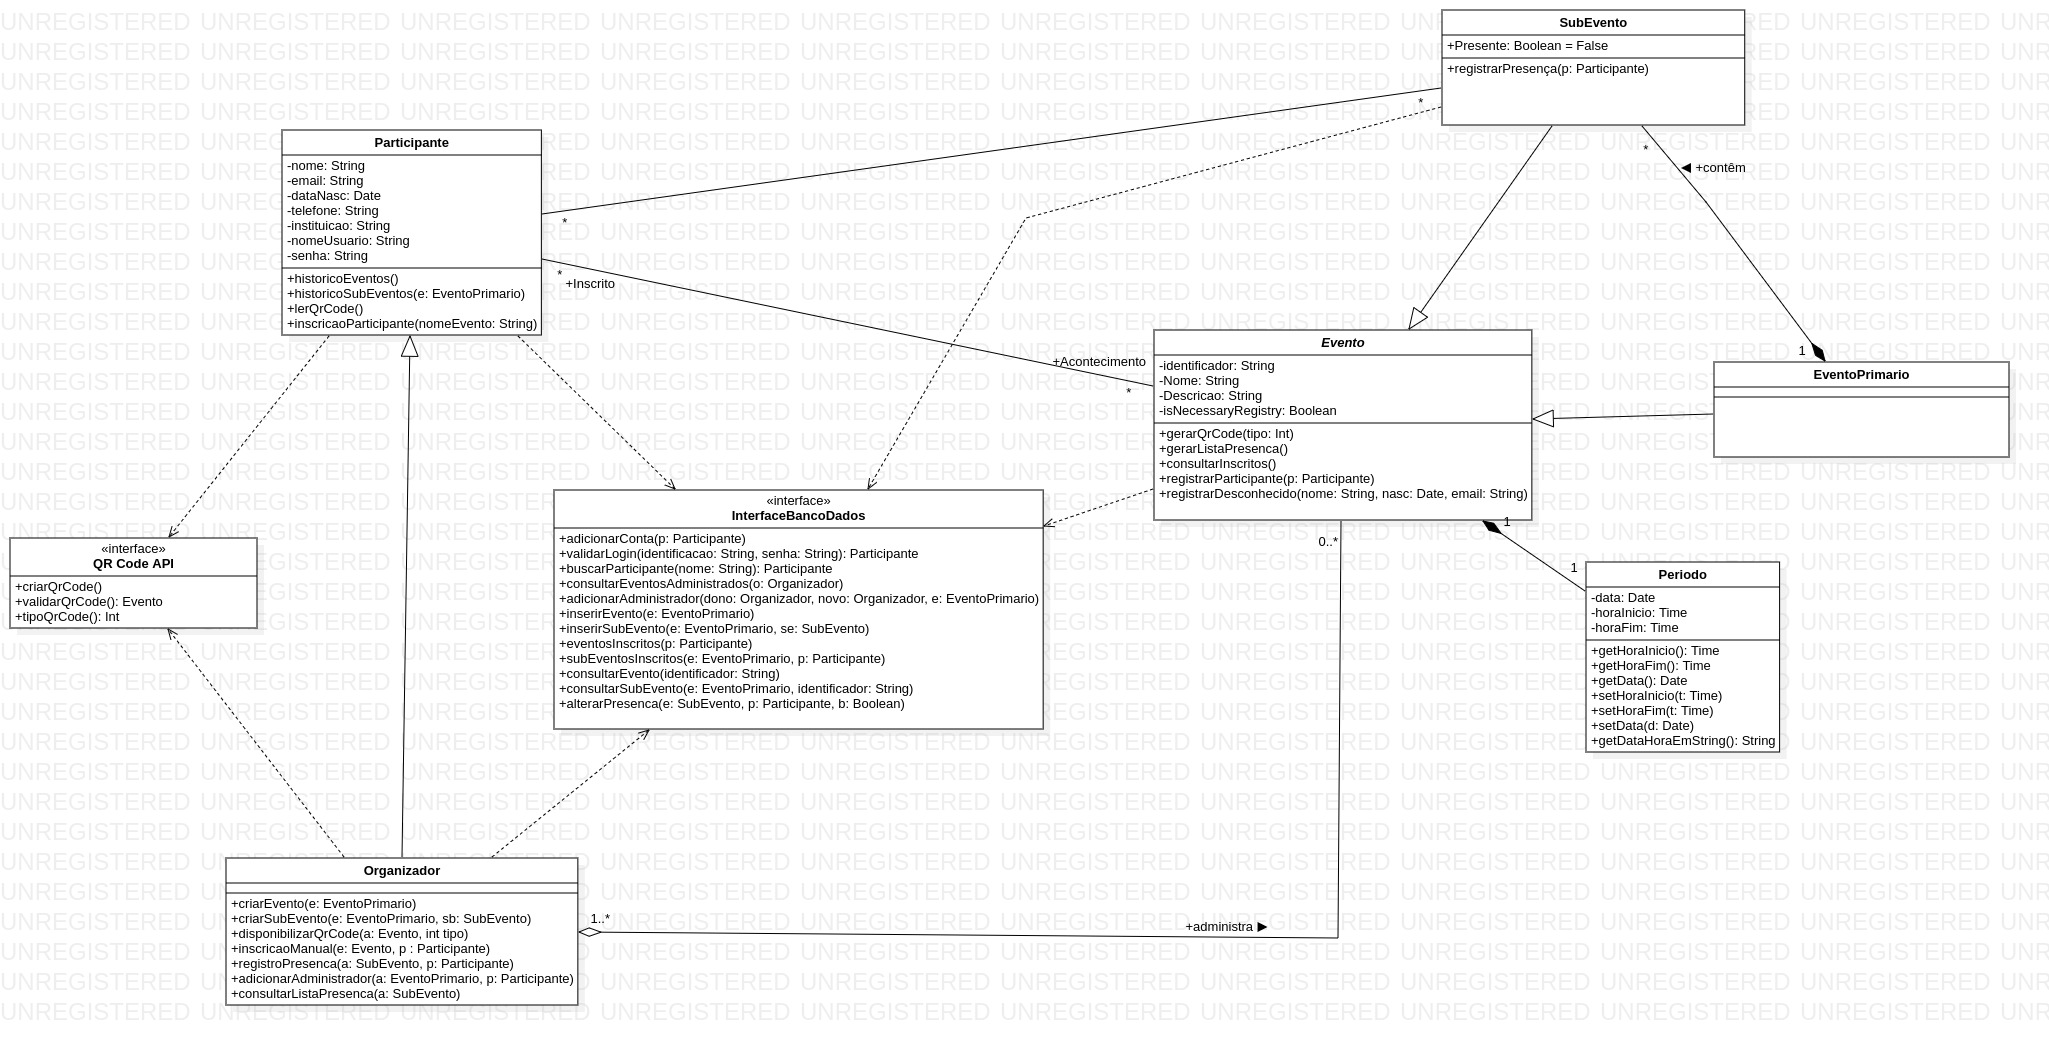 SubEvento
+Presente: Boolean = False
+registrarPresença(p: Participante)
*
*
+contêm
Participante
-nome: String
-email: String
-dataNasc: Date
-telefone: String
-instituicao: String
-nomeUsuario: String
-senha: String
+historicoEventos()
+historicoSubEventos(e: EventoPrimario)
+lerQrCode()
+inscricaoParticipante(nomeEvento: String)
*
*
+Inscrito
+Acontecimento
*
Evento
-identificador: String
-Nome: String
-Descricao: String
-isNecessaryRegistry: Boolean
+gerarQrCode(tipo: Int)
+gerarListaPresenca()
+consultarInscritos()
+registrarParticipante(p: Participante)
+registrarDesconhecido(nome: String, nasc: Date, email: String)
1
EventoPrimario
«interface»
InterfaceBancoDados
+adicionarConta(p: Participante)
+validarLogin(identificacao: String, senha: String): Participante
+buscarParticipante(nome: String): Participante
+consultarEventosAdministrados(o: Organizador)
+adicionarAdministrador(dono: Organizador, novo: Organizador, e: EventoPrimario)
+inserirEvento(e: EventoPrimario)
+inserirSubEvento(e: EventoPrimario, se: SubEvento)
+eventosInscritos(p: Participante)
+subEventosInscritos(e: EventoPrimario, p: Participante)
+consultarEvento(identificador: String)
+consultarSubEvento(e: EventoPrimario, identificador: String)
+alterarPresenca(e: SubEvento, p: Participante, b: Boolean)
«interface»
QR Code API
+criarQrCode()
+validarQrCode(): Evento
+tipoQrCode(): Int
0..*
1
1
Periodo
-data: Date
-horaInicio: Time
-horaFim: Time
+getHoraInicio(): Time
+getHoraFim(): Time
+getData(): Date
+setHoraInicio(t: Time)
+setHoraFim(t: Time)
+setData(d: Date)
+getDataHoraEmString(): String
Organizador
+criarEvento(e: EventoPrimario)
+criarSubEvento(e: EventoPrimario, sb: SubEvento)
+disponibilizarQrCode(a: Evento, int tipo)
+inscricaoManual(e: Evento, p : Participante)
+registroPresenca(a: SubEvento, p: Participante)
+adicionarAdministrador(a: EventoPrimario, p: Participante)
+consultarListaPresenca(a: SubEvento)
1..*
+administra
UNREGISTERED